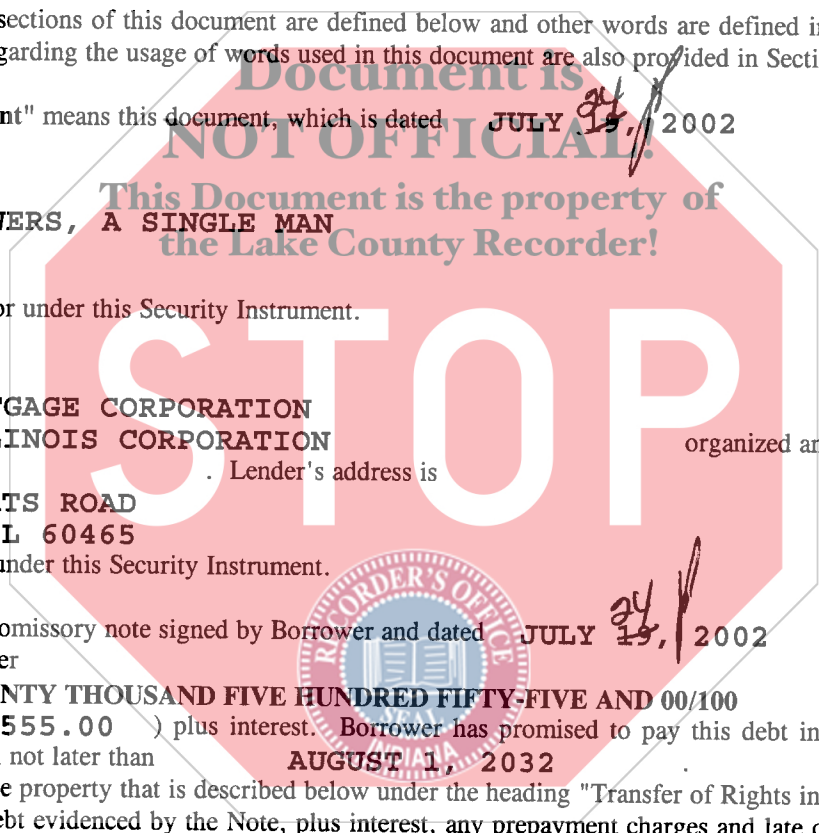 sections of this document are defined below and other words are defined in
garding the usage of words used in this document are also provided in Secti
Document is
nt" means this document, which is dated JULY 19, 24 2002
NOT OFFICIAL!
This Document is the property of
ERS, A SINGLE MAN
the Lake County Recorder!
or under this Security Instrument.
STOP
GAGE CORPORATION
LINOIS CORPORATION organized an
. Lender's address is
TS ROAD
L 60465
under this Security Instrument.
RECORDER'S OFFICE
omissory note signed by Borrower and dated JULY 19, 24 2002
er
NTY THOUSAND FIVE HUNDRED FIFTY-FIVE AND 00/100
555.00 ) plus interest. Borrower has promised to pay this debt in
SEAL
not later than AUGUST 1, 2032 .
INDIANA
e property that is described below under the heading "Transfer of Rights in
ebt evidenced by the Note, plus interest, any prepayment charges and late c